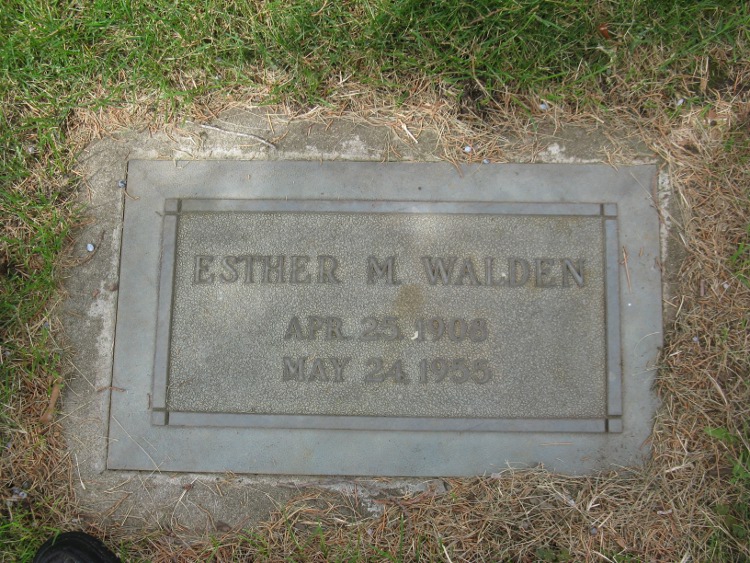 ESTHER M. WALDEN
APR. 25, 1908
MAY 24, 1955